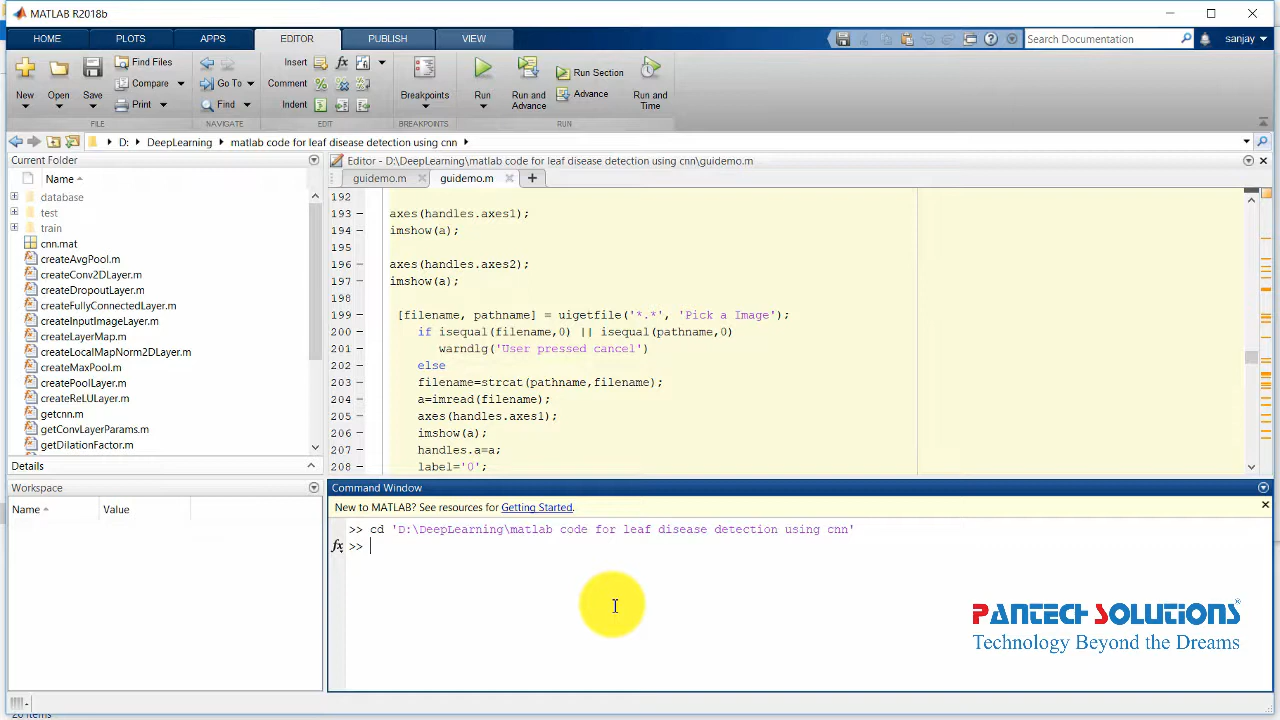 MATLAB R2018b
HOME PLOTS APPS EDITOR PUBLISH VIEW Search Documentation sanjay
New Open Save Find Files Compare Print Go To Find Insert fx Comment Indent Breakpoints Run Run and Advance Run Section Advance Run and Time
FILE NAVIGATE EDIT BREAKPOINTS RUN
D: DeepLearning matlab code for leaf disease detection using cnn
Current Folder
Name
database
test
train
cnn.mat
createAvgPool.m
createConv2DLayer.m
createDropoutLayer.m
createFullyConnectedLayer.m
createInputImageLayer.m
createLayerMap.m
createLocalMapNorm2DLayer.m
createMaxPool.m
createPoolLayer.m
createReLULayer.m
getcnn.m
getConvLayerParams.m
getDilationFactor.m
Details
Workspace
Name Value
Editor - D:\DeepLearning\matlab code for leaf disease detection using cnn\guidemo.m
guidemo.m guidemo.m
192
193 – axes(handles.axes1);
194 – imshow(a);
195
196 – axes(handles.axes2);
197 – imshow(a);
198
199 – [filename, pathname] = uigetfile('*.*', 'Pick a Image');
200 – if isequal(filename,0) || isequal(pathname,0)
201 – warndlg('User pressed cancel')
202 – else
203 – filename=strcat(pathname,filename);
204 – a=imread(filename);
205 – axes(handles.axes1);
206 – imshow(a);
207 – handles.a=a;
208 – label='0';
Command Window
New to MATLAB? See resources for Getting Started.
>> cd 'D:\DeepLearning\matlab code for leaf disease detection using cnn'
fx >>
PANTECH SOLUTIONS®
Technology Beyond the Dreams